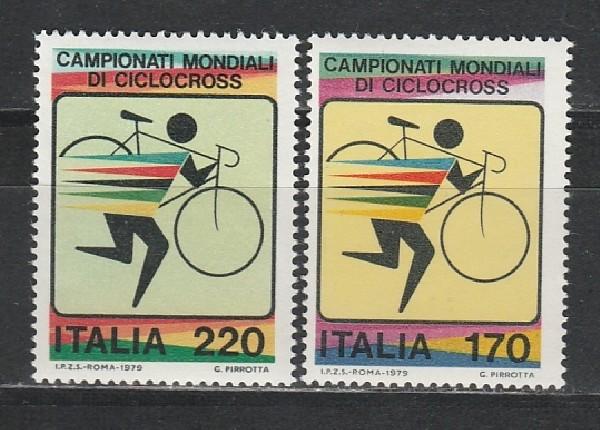 CAMPIONATI MONDIALI
DI CICLOCROSS
ITALIA 220
I.P.Z.S.-ROMA-1979 G. PIRROTTA
CAMPIONATI MONDIALI
DI CICLOCROSS
ITALIA 170
I.P.Z.S.-ROMA-1979 G. PIRROTTA